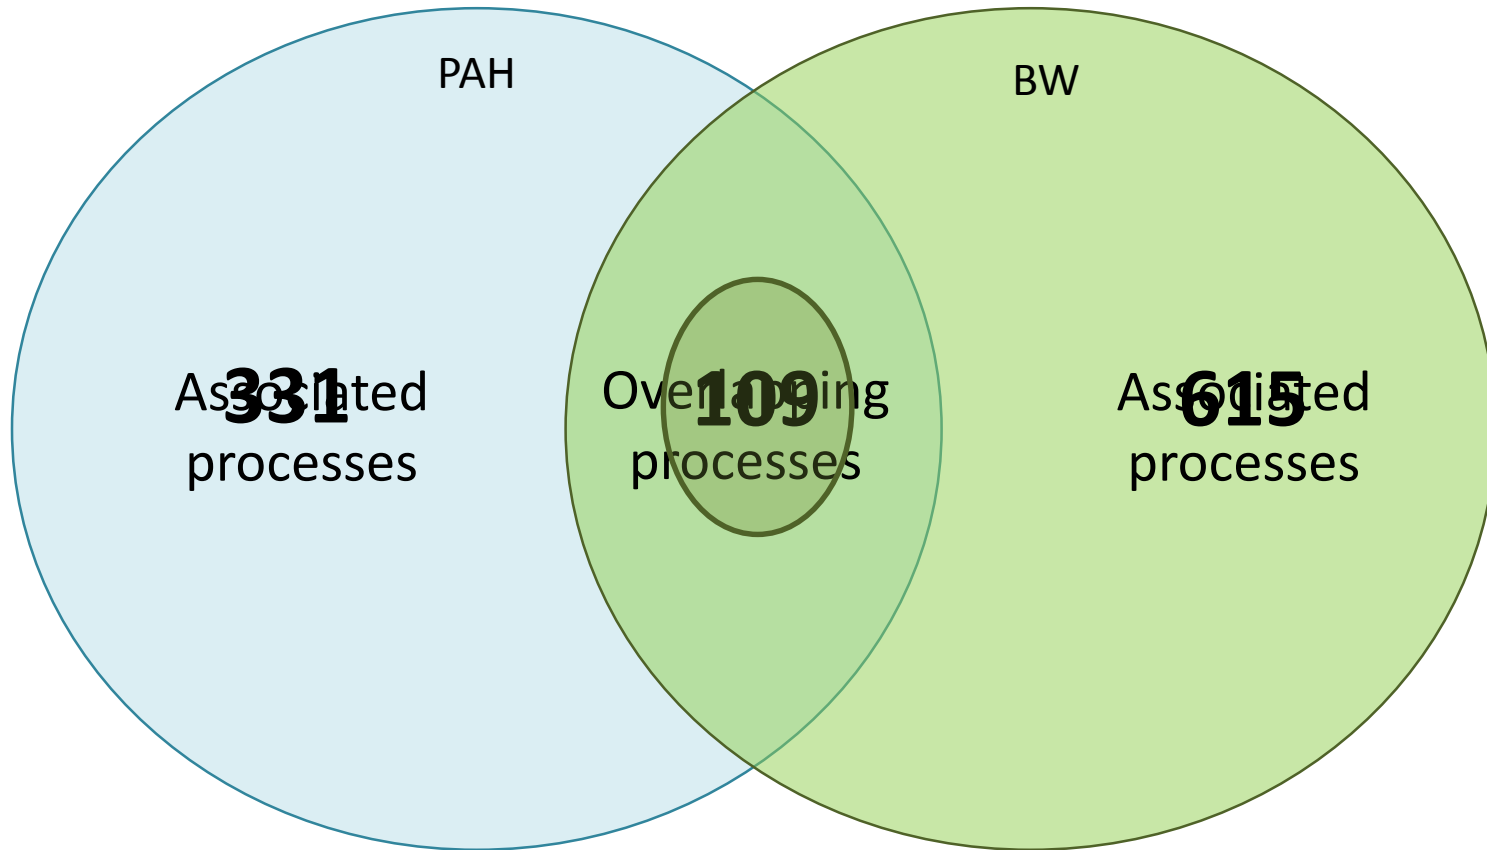 PAH
BW
Associated
processes
331
Overlapping
processes
109
Associated
processes
615